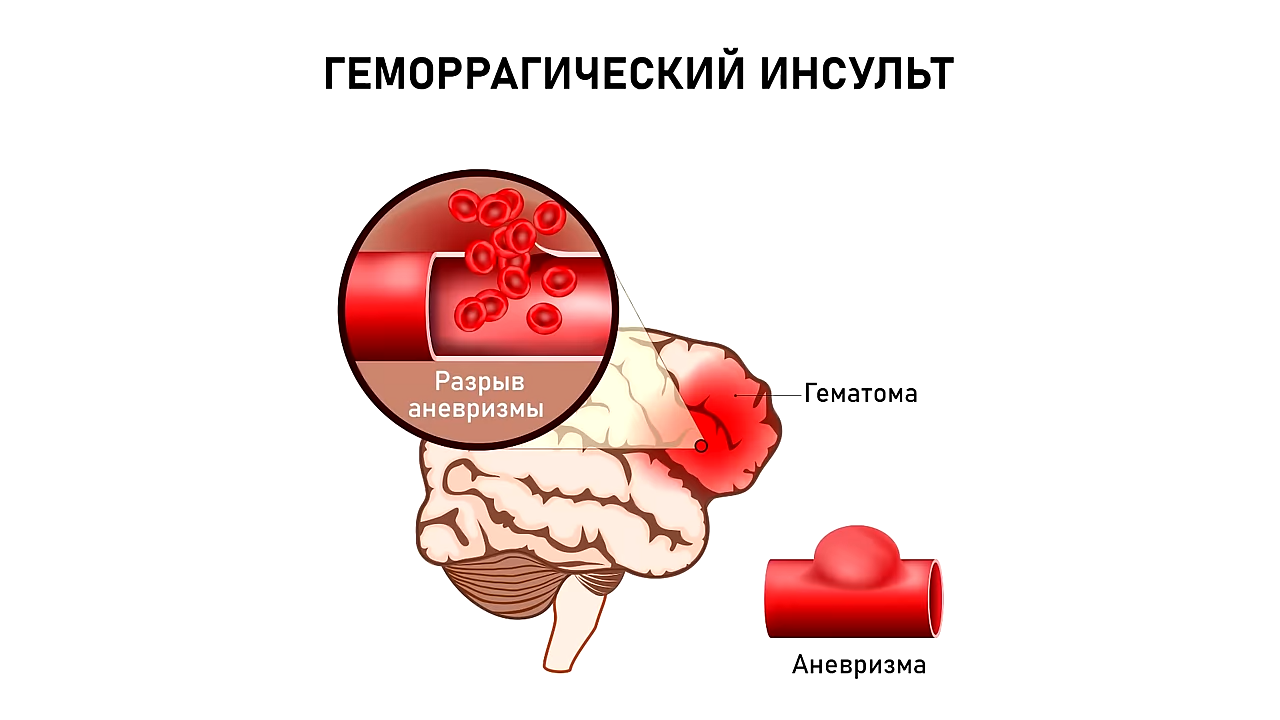 ГЕМОРРАГИЧЕСКИЙ ИНСУЛЬТ
Разрыв
аневризмы
Гематома
Аневризма